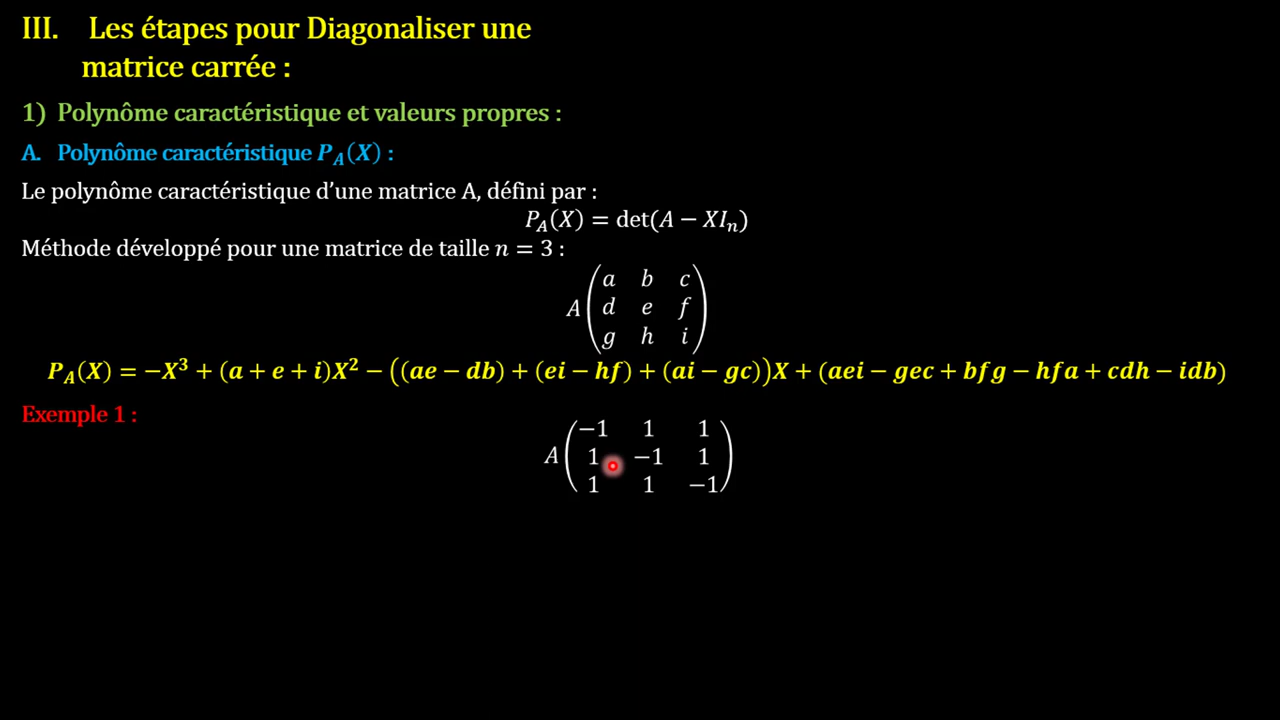 III. Les étapes pour Diagonaliser une
matrice carrée :
1) Polynôme caractéristique et valeurs propres :
A. Polynôme caractéristique P_A(X) :
Le polynôme caractéristique d’une matrice A, défini par :
P_A(X) = det(A − XI_n)
Méthode développé pour une matrice de taille n = 3 :
a b c
A ( d e f )
g h i
P_A(X) = −X³ + (a + e + i)X² − ((ae − db) + (ei − hf) + (ai − gc))X + (aei − gec + bfg − hfa + cdh − idb)
Exemple 1 :
−1 1 1
A ( 1 −1 1 )
1 1 −1